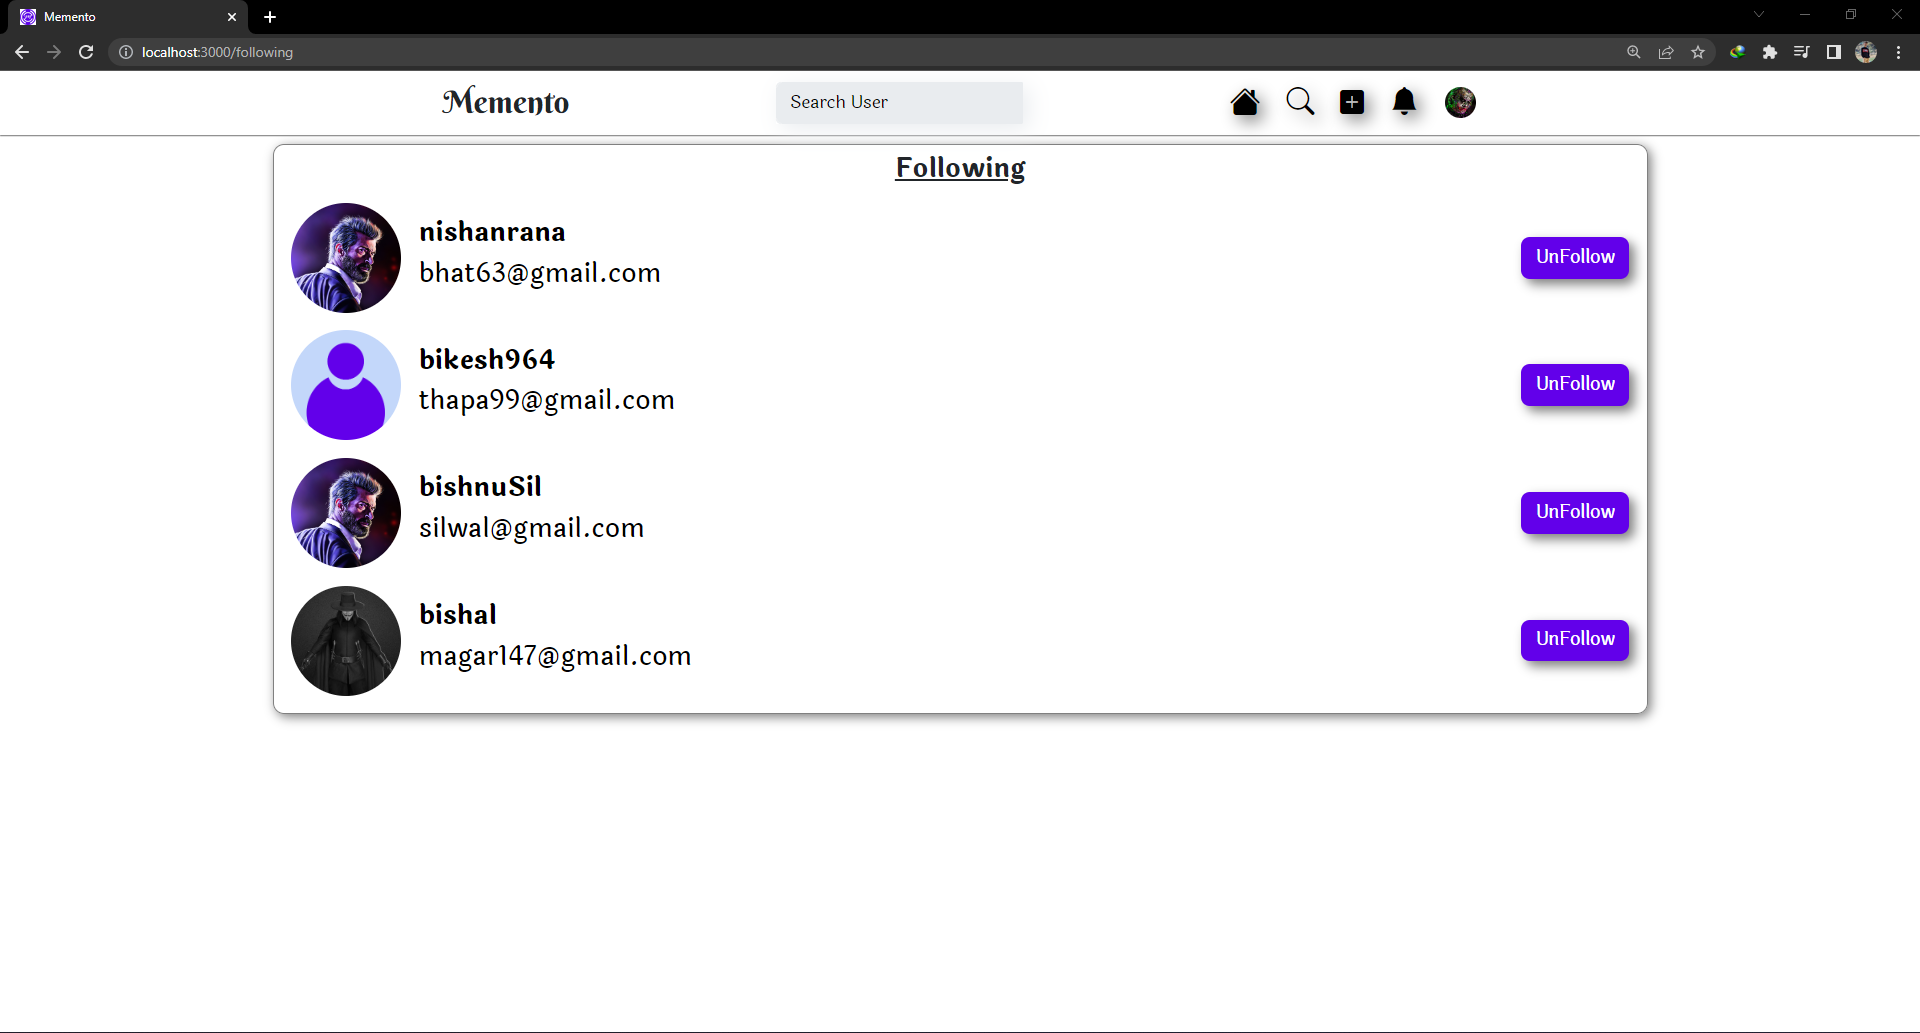 Memento
localhost:3000/following
Memento
Search User
Following
nishanrana
bhat63@gmail.com
UnFollow
bikesh964
thapa99@gmail.com
UnFollow
bishnuSil
silwal@gmail.com
UnFollow
bishal
magar147@gmail.com
UnFollow